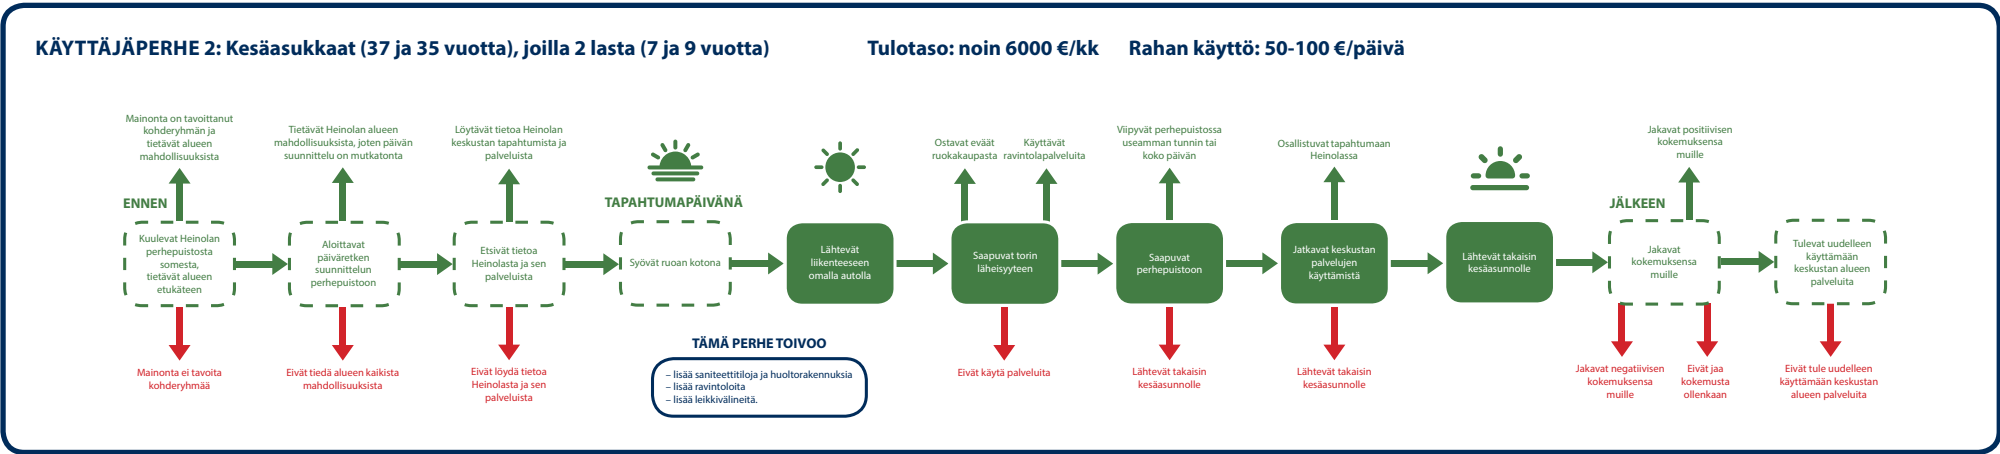 KÄYTTÄJÄPERHE 2: Kesäasukkaat (37 ja 35 vuotta), joilla 2 lasta (7 ja 9 vuotta)
Tulotaso: noin 6000 €/kk
Rahan käyttö: 50-100 €/päivä
Mainonta on tavoittanut
kohderyhmän ja
tietävät alueen
mahdollisuuksista
Tietävät Heinolan alueen
mahdollisuuksista, joten päivän
suunnittelu on mutkatonta
Löytävät tietoa Heinolan
keskustan tapahtumista ja
palveluista
Ostavat eväät
ruokakaupasta
Käyttävät
ravintolapalveluita
Viipyvät perhepuistossa
useamman tunnin tai
koko päivän
Osallistuvat tapahtumaan
Heinolassa
Jakavat positiivisen
kokemuksensa
muille
ENNEN
TAPAHTUMAPÄIVÄNÄ
JÄLKEEN
Kuulevat Heinolan
perhepuistosta
somesta,
tietävät alueen
etukäteen
Aloittavat
päiväretken
suunnittelun
perhepuistoon
Etsivät tietoa
Heinolasta ja sen
palveluista
Syövät ruoan kotona
Lähtevät
liikenteeseen
omalla autolla
Saapuvat torin
läheisyyteen
Saapuvat
perhepuistoon
Jatkavat keskustan
palvelujen
käyttämistä
Lähtevät takaisin
kesäasunnolle
Jakavat
kokemuksensa
muille
Tulevat uudelleen
käyttämään
keskustan alueen
palveluita
Mainonta ei tavoita
kohderyhmää
Eivät tiedä alueen kaikista
mahdollisuuksista
Eivät löydä tietoa
Heinolasta ja sen
palveluista
TÄMÄ PERHE TOIVOO
– lisää saniteettitiloja ja huoltorakennuksia
– lisää ravintoloita
– lisää leikkivälineitä.
Eivät käytä palveluita
Lähtevät takaisin
kesäasunnolle
Lähtevät takaisin
kesäasunnolle
Jakavat negatiivisen
kokemuksensa
muille
Eivät jaa
kokemusta
ollenkaan
Eivät tule uudelleen
käyttämään keskustan
alueen palveluita